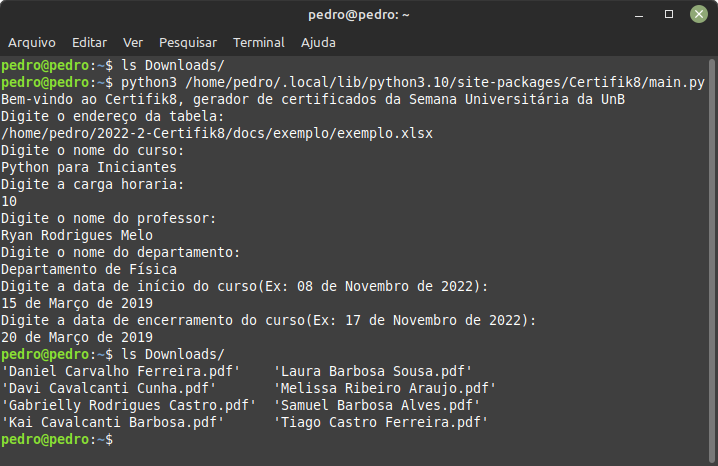 pedro@pedro: ~
Arquivo Editar Ver Pesquisar Terminal Ajuda
pedro@pedro:~$ ls Downloads/
pedro@pedro:~$ python3 /home/pedro/.local/lib/python3.10/site-packages/Certifik8/main.py
Bem-vindo ao Certifik8, gerador de certificados da Semana Universitária da UnB
Digite o endereço da tabela:
/home/pedro/2022-2-Certifik8/docs/exemplo/exemplo.xlsx
Digite o nome do curso:
Python para Iniciantes
Digite a carga horaria:
10
Digite o nome do professor:
Ryan Rodrigues Melo
Digite o nome do departamento:
Departamento de Física
Digite a data de início do curso(Ex: 08 de Novembro de 2022):
15 de Março de 2019
Digite a data de encerramento do curso(Ex: 17 de Novembro de 2022):
20 de Março de 2019
pedro@pedro:~$ ls Downloads/
'Daniel Carvalho Ferreira.pdf' 'Laura Barbosa Sousa.pdf'
'Davi Cavalcanti Cunha.pdf' 'Melissa Ribeiro Araujo.pdf'
'Gabrielly Rodrigues Castro.pdf' 'Samuel Barbosa Alves.pdf'
'Kai Cavalcanti Barbosa.pdf' 'Tiago Castro Ferreira.pdf'
pedro@pedro:~$